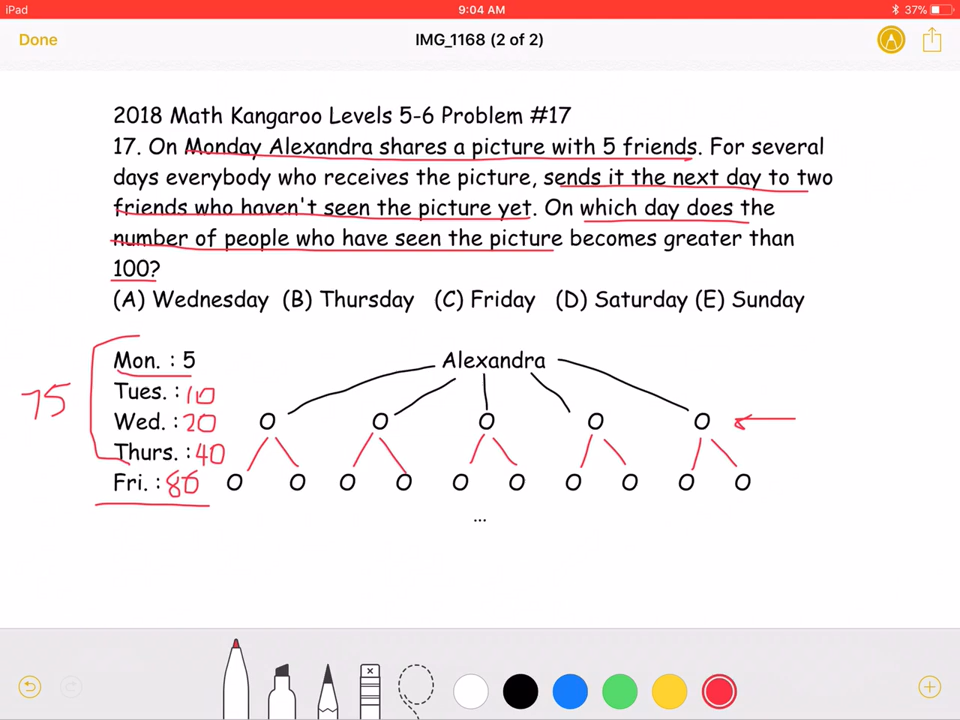 iPad 9:04 AM 37%
Done IMG_1168 (2 of 2)
2018 Math Kangaroo Levels 5-6 Problem #17
17. On Monday Alexandra shares a picture with 5 friends. For several
days everybody who receives the picture, sends it the next day to two
friends who haven't seen the picture yet. On which day does the
number of people who have seen the picture becomes greater than
100?
(A) Wednesday (B) Thursday (C) Friday (D) Saturday (E) Sunday
Mon. : 5 Alexandra
Tues. : 10
75 Wed. : 20 O O O O O
Thurs. : 40
Fri. : 80 O O O O O O O O O O
...